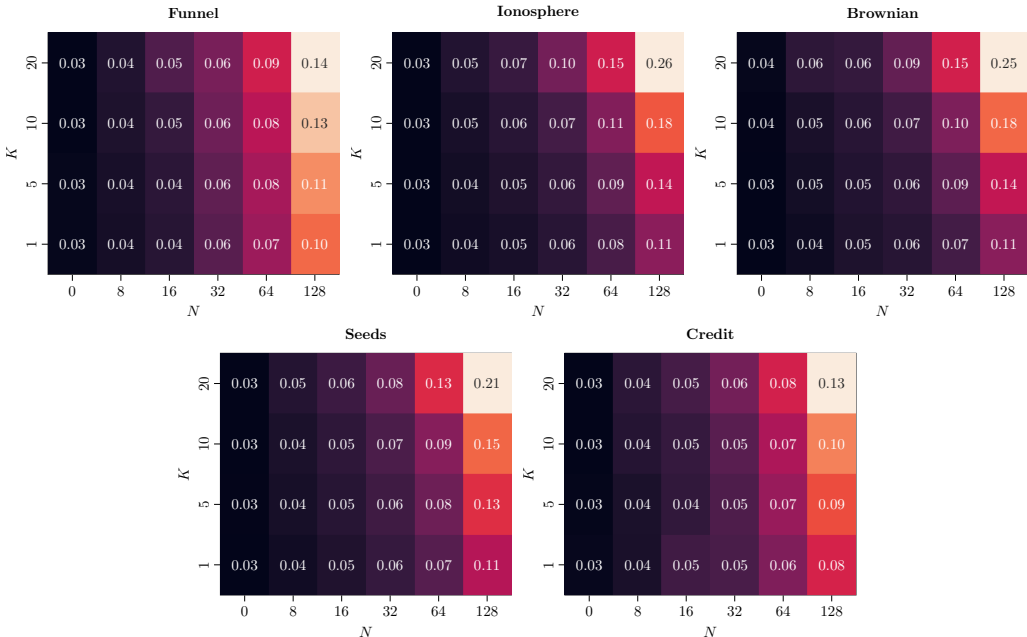 Funnel
20 0.03 0.04 0.05 0.06 0.09 0.14
10 0.03 0.04 0.05 0.06 0.08 0.13
K
5 0.03 0.04 0.04 0.06 0.08 0.11
1 0.03 0.04 0.04 0.06 0.07 0.10
0 8 16 32 64 128
N
Ionosphere
20 0.03 0.05 0.07 0.10 0.15 0.26
10 0.03 0.05 0.06 0.07 0.11 0.18
K
5 0.03 0.04 0.05 0.06 0.09 0.14
1 0.03 0.04 0.05 0.06 0.08 0.11
0 8 16 32 64 128
N
Brownian
20 0.04 0.06 0.06 0.09 0.15 0.25
10 0.04 0.05 0.06 0.07 0.10 0.18
K
5 0.03 0.05 0.05 0.06 0.09 0.14
1 0.03 0.04 0.05 0.06 0.07 0.11
0 8 16 32 64 128
N
Seeds
20 0.03 0.05 0.06 0.08 0.13 0.21
10 0.03 0.04 0.05 0.07 0.09 0.15
K
5 0.03 0.04 0.05 0.06 0.08 0.13
1 0.03 0.04 0.05 0.06 0.07 0.11
0 8 16 32 64 128
N
Credit
20 0.03 0.04 0.05 0.06 0.08 0.13
10 0.03 0.04 0.05 0.05 0.07 0.10
K
5 0.03 0.04 0.04 0.05 0.07 0.09
1 0.03 0.04 0.05 0.05 0.06 0.08
0 8 16 32 64 128
N